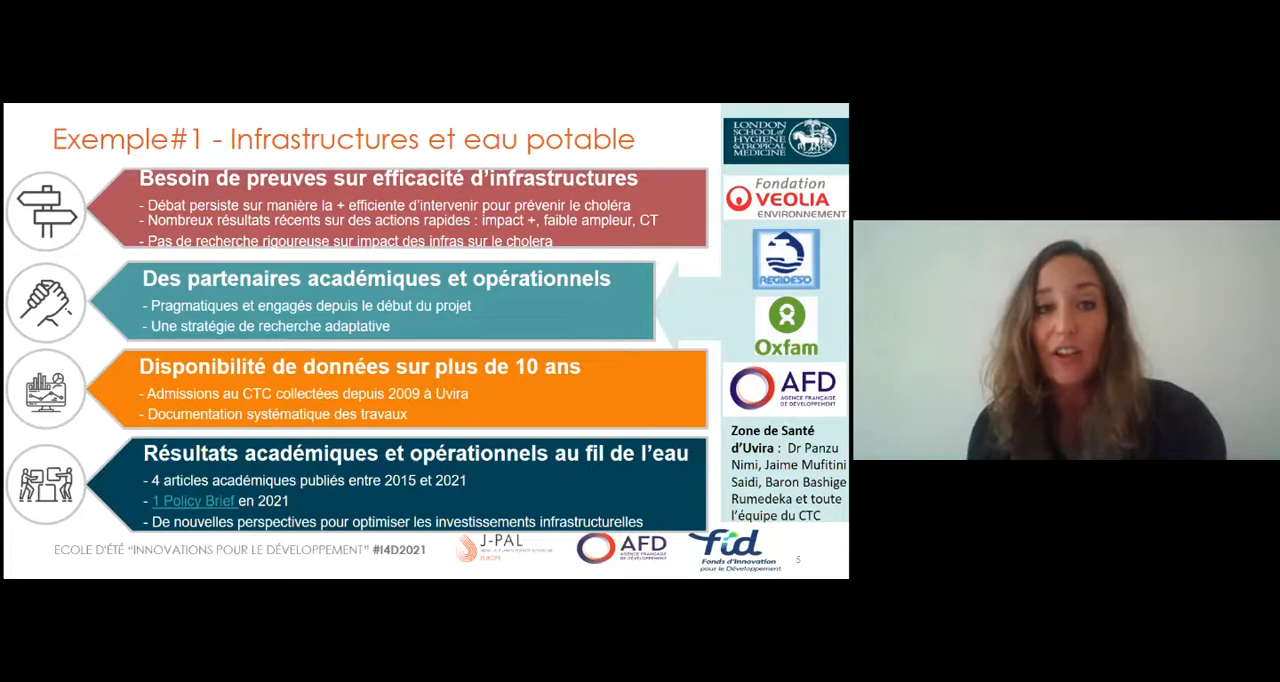 Exemple#1 - Infrastructures et eau potable
Besoin de preuves sur efficacité d'infrastructures
- Débat persiste sur manière la + efficiente d'intervenir pour prévenir le choléra
- Nombreux résultats récents sur des actions rapides : impact +, faible ampleur, CT
- Pas de recherche rigoureuse sur impact des infras sur le cholera
Des partenaires académiques et opérationnels
- Pragmatiques et engagés depuis le début du projet
- Une stratégie de recherche adaptative
Disponibilité de données sur plus de 10 ans
- Admissions au CTC collectées depuis 2009 à Uvira
- Documentation systématique des travaux
Résultats académiques et opérationnels au fil de l'eau
- 4 articles académiques publiés entre 2015 et 2021
- 1 Policy Brief en 2021
- De nouvelles perspectives pour optimiser les investissements infrastructurelles
LONDON
SCHOOL of
HYGIENE
& TROPICAL
MEDICINE
Fondation
VEOLIA
ENVIRONNEMENT
REGIDESO
Oxfam
AFD
AGENCE FRANÇAISE
DE DÉVELOPPEMENT
Zone de Santé
d'Uvira : Dr Panzu
Nimi, Jaime Mufitini
Saidi, Baron Bashige
Rumedeka et toute
l'équipe du CTC
ECOLE D'ÉTÉ "INNOVATIONS POUR LE DÉVELOPPEMENT" #I4D2021
J-PAL
EUROPE
AFD
AGENCE FRANÇAISE
DE DÉVELOPPEMENT
fid
Fonds d'Innovation
pour le Développement
5